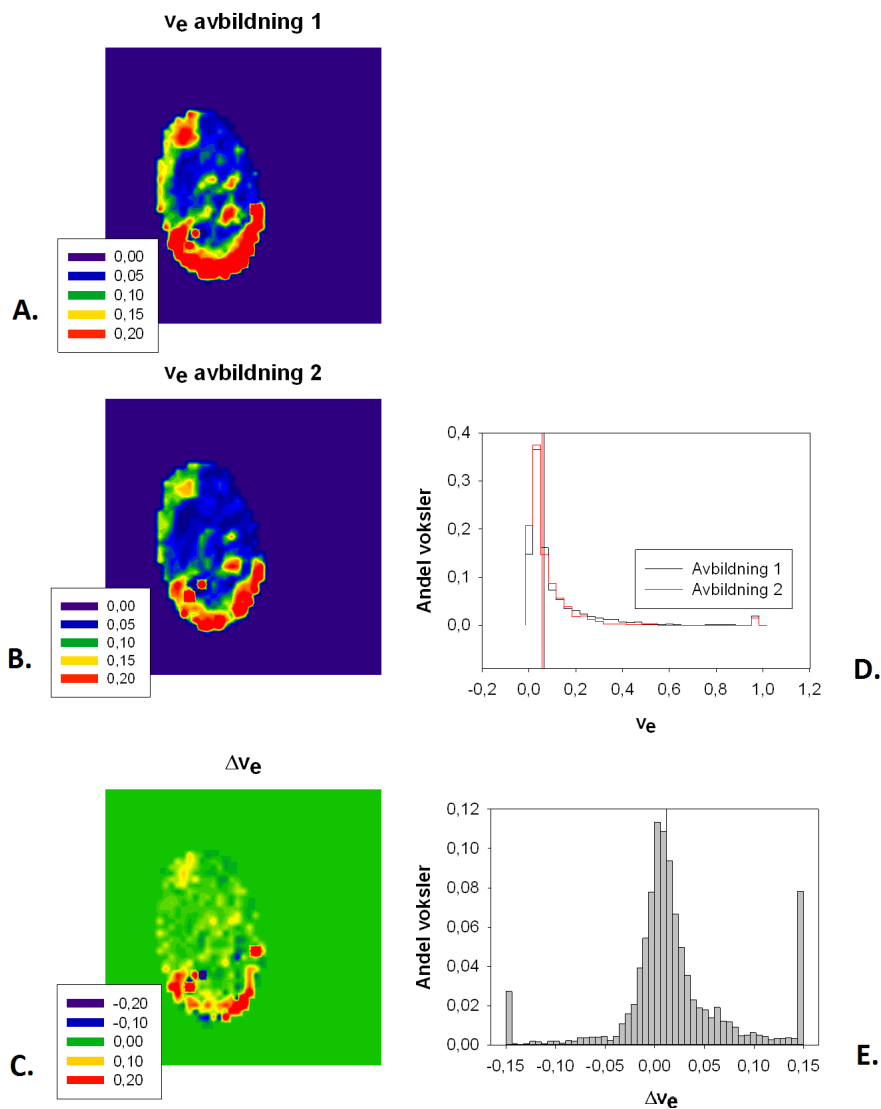 ve avbildning 1
0,00
0,05
0,10
0,15
0,20
A.
ve avbildning 2
0,00
0,05
0,10
0,15
0,20
B.
0,4
0,3
0,2
0,1
0,0
Andel voksler
Avbildning 1
Avbildning 2
-0,2 0,0 0,2 0,4 0,6 0,8 1,0 1,2
ve
D.
Δve
-0,20
-0,10
0,00
0,10
0,20
C.
0,12
0,10
0,08
0,06
0,04
0,02
0,00
Andel voksler
-0,15 -0,10 -0,05 0,00 0,05 0,10 0,15
Δve
E.